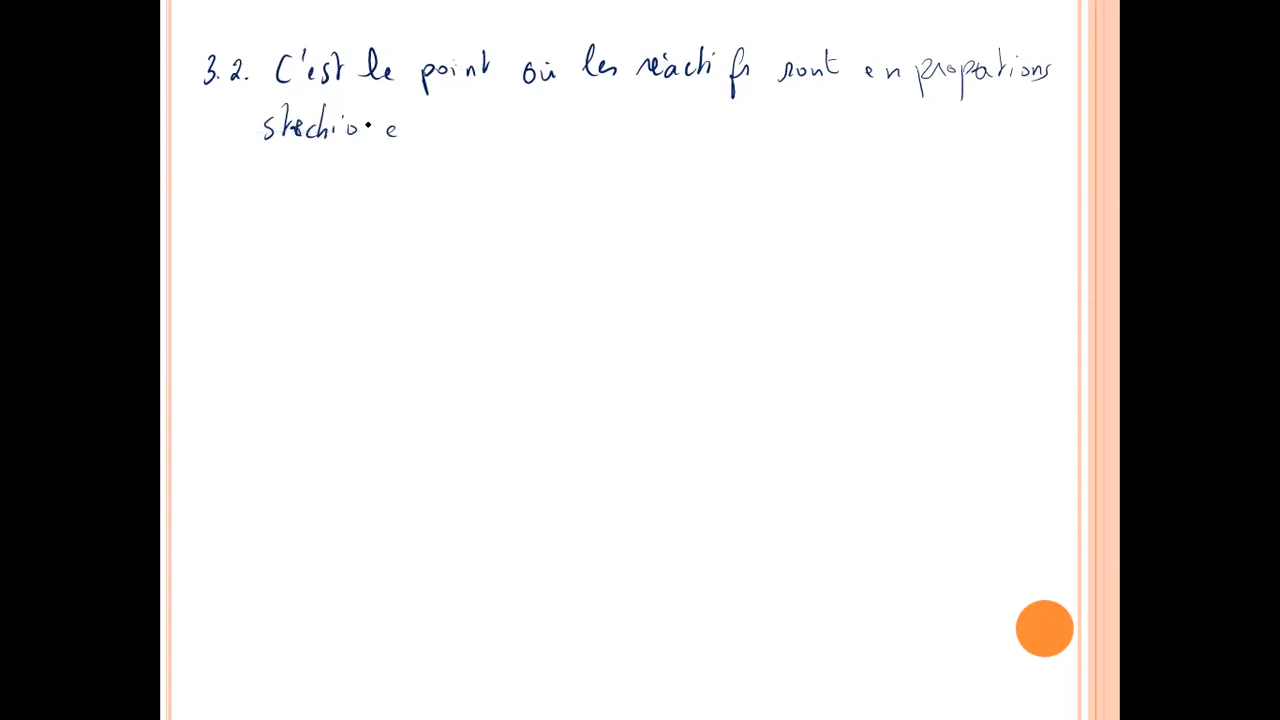 3.2. C'est le point où les réactifs sont en proportions